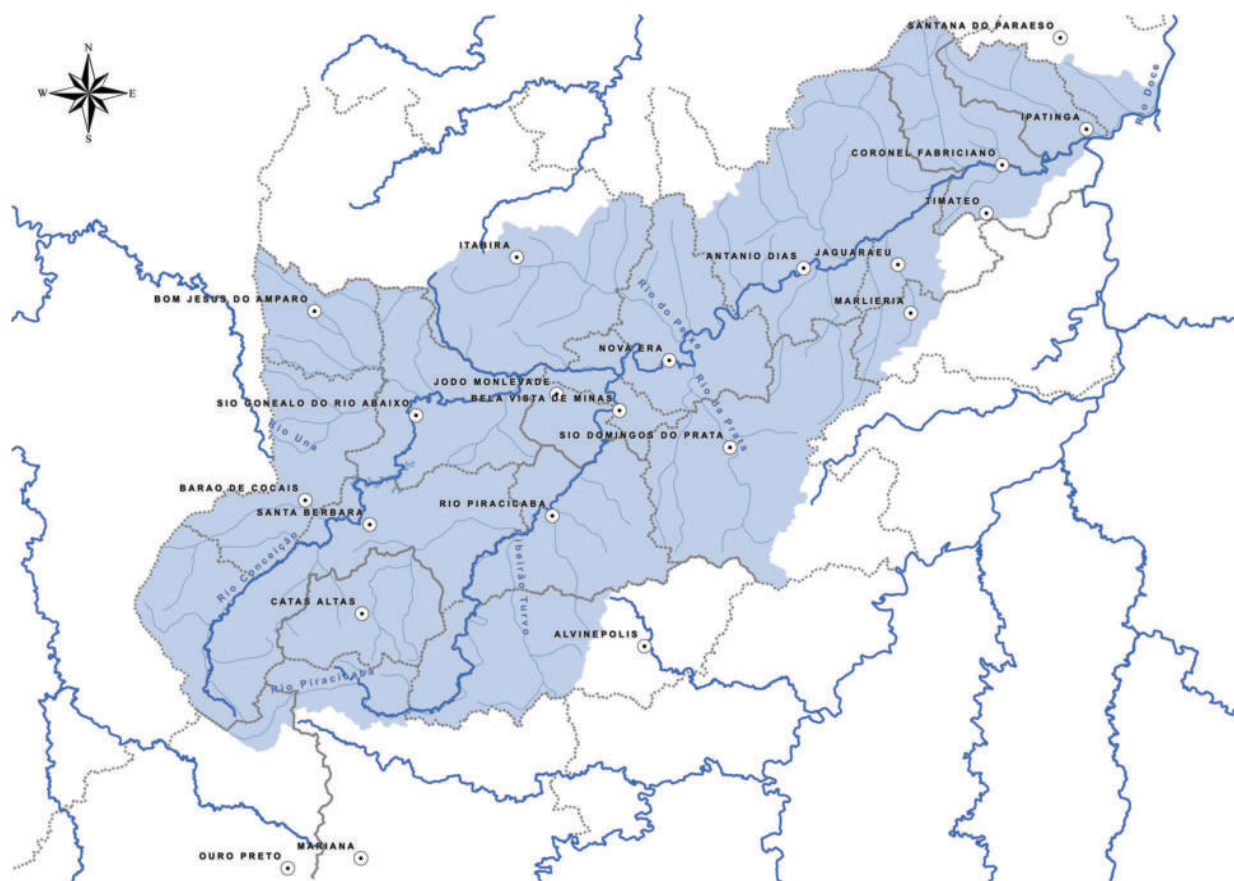 SANTANA DO PARAESO
N
W
E
S
Rio Doce
IPATINGA
CORONEL FABRICIANO
TIMATEO
ITABIRA
ANTANIO DIAS
JAGUARAEU
BOM JESUS DO AMPARO
MARLIERIA
Rio do Peixe
NOVA ERA
JODO MONLEVADE
BELA VISTA DE MINAS
SIO GONEALO DO RIO ABAIXO
Rio da Prata
Rio Una
SIO DOMINGOS DO PRATA
BARAO DE COCAIS
SANTA BERBARA
RIO PIRACICABA
Rio Conceição
Ribeirão Turvo
CATAS ALTAS
ALVINEPOLIS
Rio Piracicaba
MARIANA
OURO PRETO